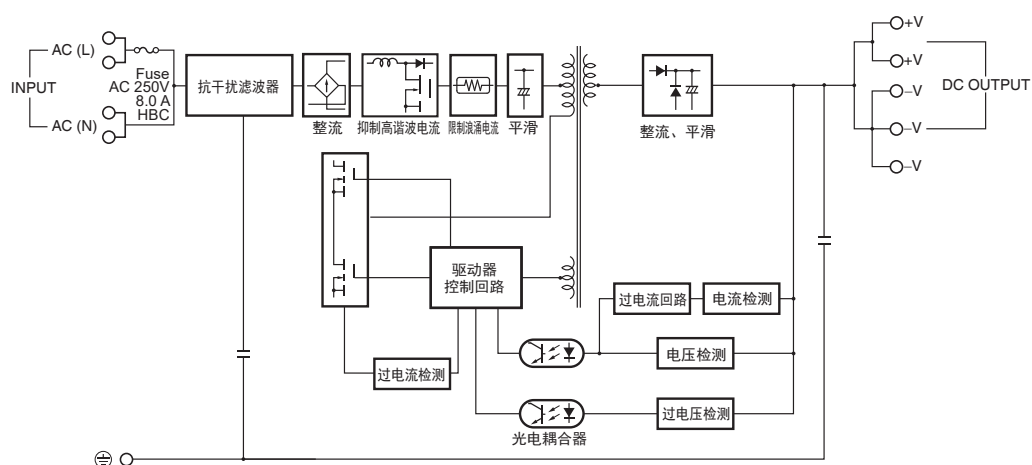 INPUT
AC (L)
AC (N)
Fuse
AC 250V
8.0 A
HBC
抗干扰滤波器
整流
抑制高谐波电流
限制浪涌电流
平滑
整流、平滑
+V
+V
–V
–V
–V
DC OUTPUT
驱动器
控制回路
过电流回路
电流检测
过电流检测
电压检测
过电压检测
光电耦合器